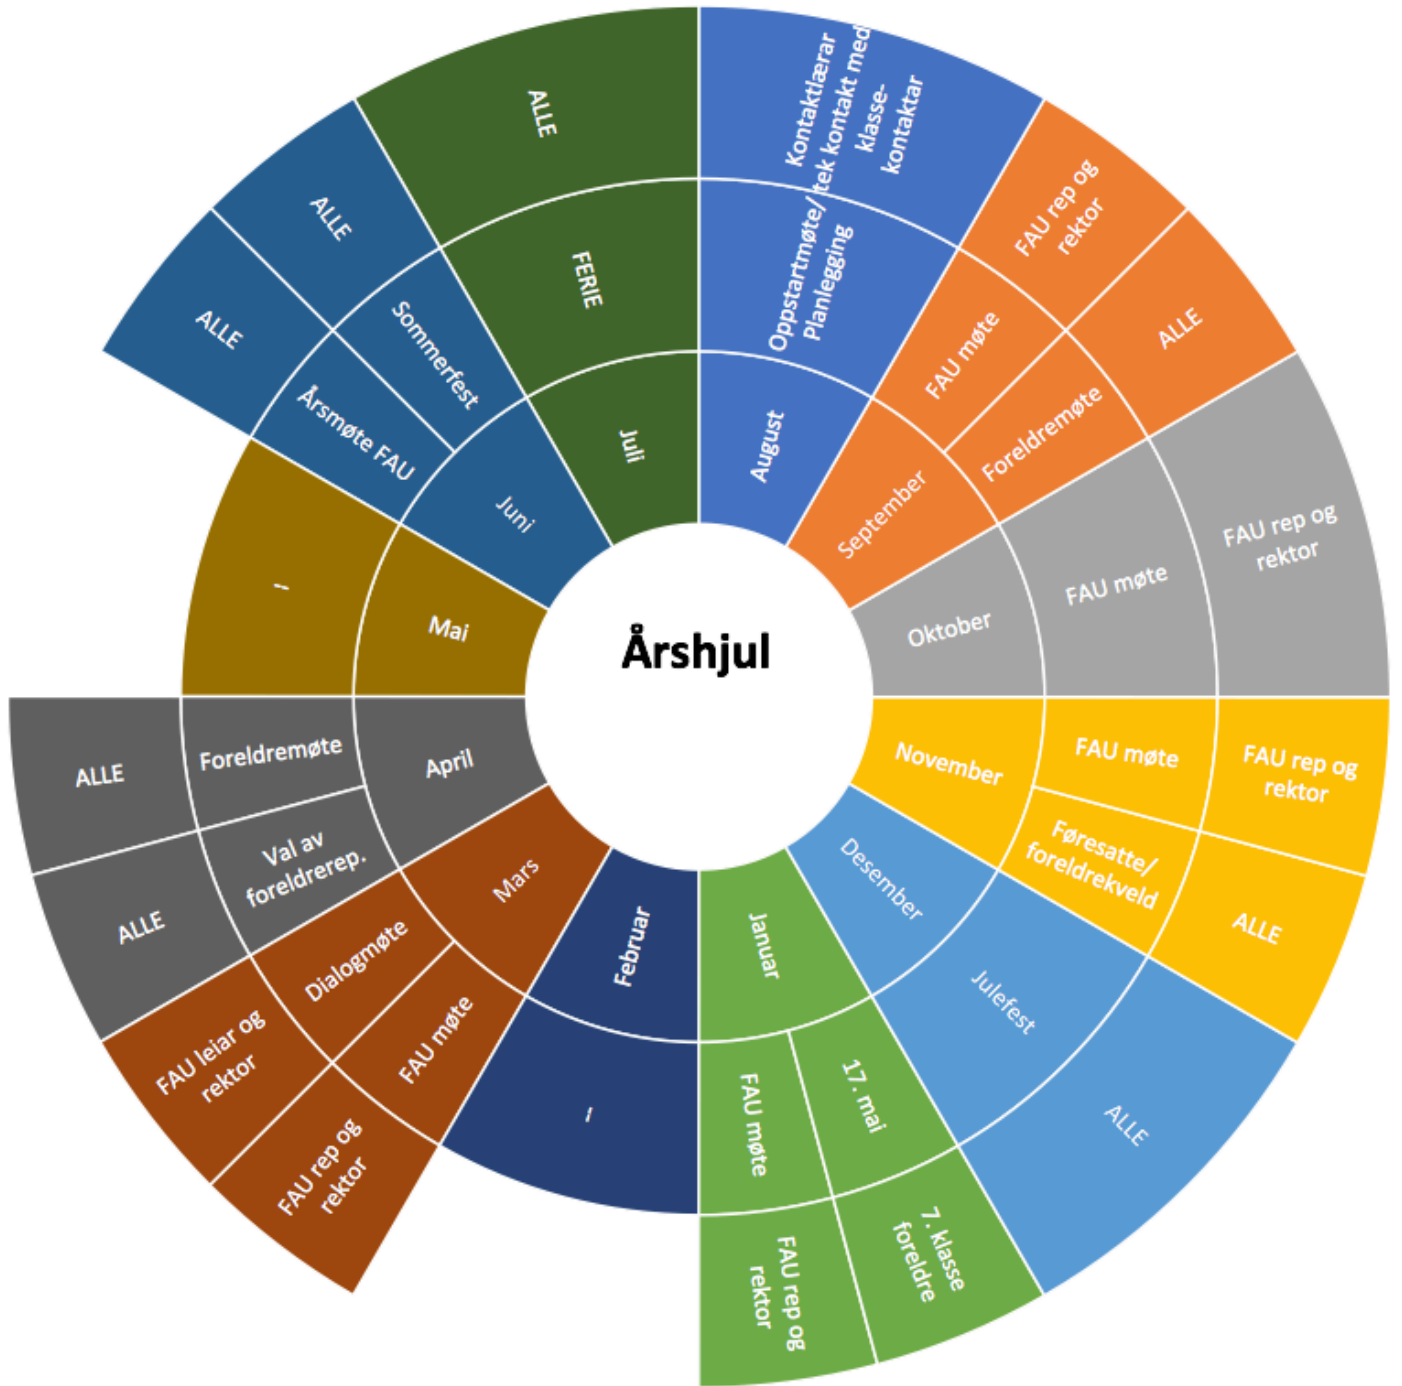 Årshjul
August
Oppstartmøte/
Planlegging
Kontaktlærar
tek kontakt med
klasse-
kontaktar
September
FAU møte
FAU rep og
rektor
Foreldremøte
ALLE
Oktober
FAU møte
FAU rep og
rektor
November
FAU møte
FAU rep og
rektor
Føresatte/
foreldrekveld
ALLE
Desember
Julefest
ALLE
Januar
17. mai
7. klasse
foreldre
FAU møte
FAU rep og
rektor
Februar
-
Mars
FAU møte
FAU rep og
rektor
Dialogmøte
FAU leiar og
rektor
April
Val av
foreldrerep.
ALLE
Foreldremøte
ALLE
Mai
--
Juni
Årsmøte FAU
ALLE
Sommerfest
ALLE
Juli
FERIE
ALLE